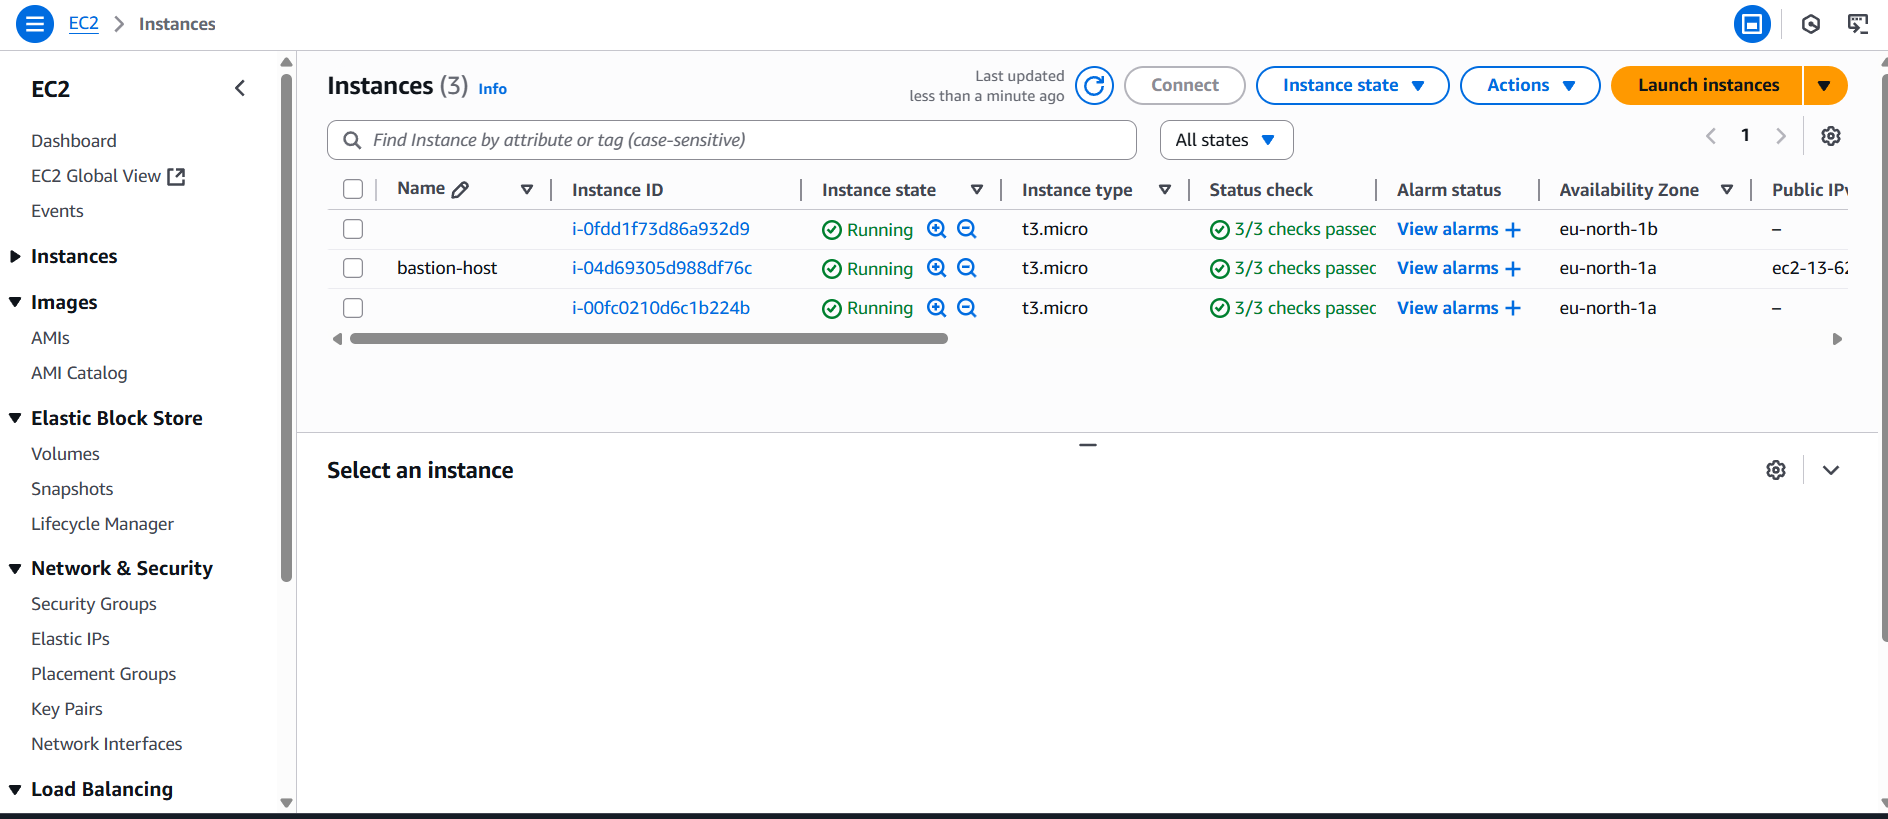 EC2 > Instances
EC2
Dashboard
EC2 Global View
Events
Instances
Images
AMIs
AMI Catalog
Elastic Block Store
Volumes
Snapshots
Lifecycle Manager
Network & Security
Security Groups
Elastic IPs
Placement Groups
Key Pairs
Network Interfaces
Load Balancing
Instances (3) Info
Last updated
less than a minute ago
Connect
Instance state
Actions
Launch instances
Find Instance by attribute or tag (case-sensitive)
All states
1
Name Instance ID Instance state Instance type Status check Alarm status Availability Zone Public IPv
i-0fdd1f73d86a932d9 Running t3.micro 3/3 checks passec View alarms + eu-north-1b –
bastion-host i-04d69305d988df76c Running t3.micro 3/3 checks passec View alarms + eu-north-1a ec2-13-62
i-00fc0210d6c1b224b Running t3.micro 3/3 checks passec View alarms + eu-north-1a –
Select an instance